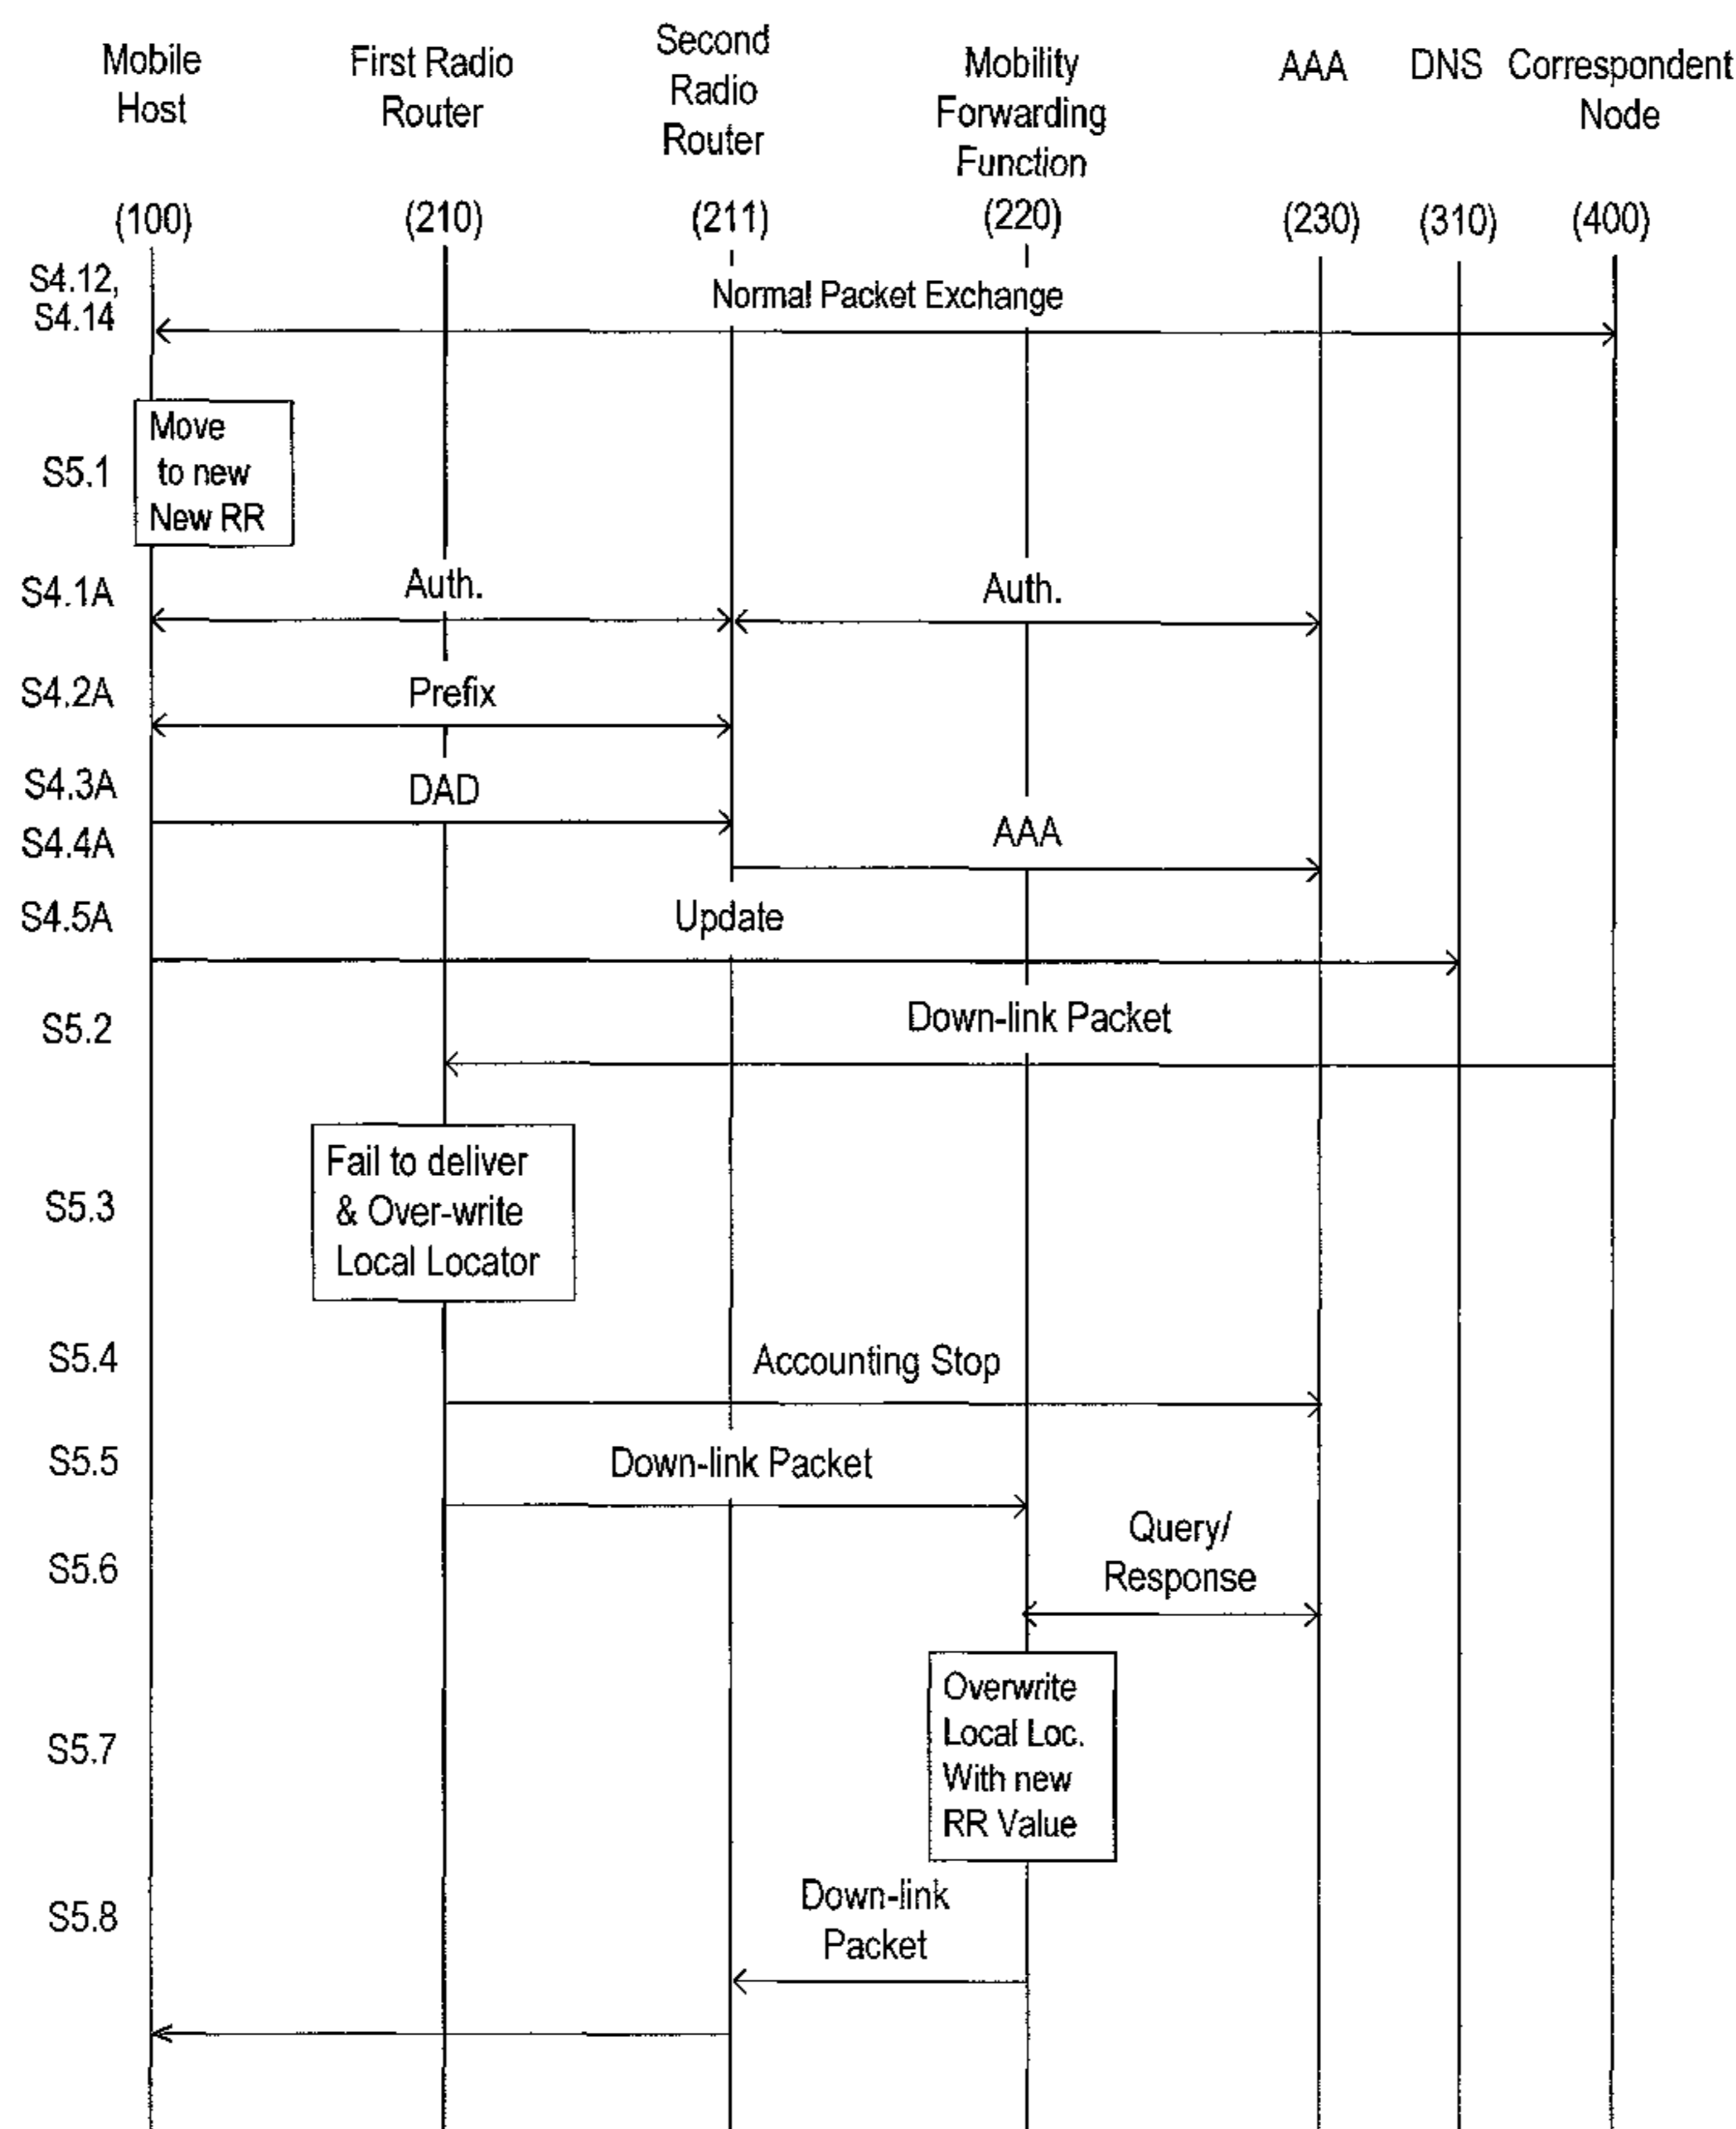 Mobile
Host
First Radio
Router
Second
Radio
Router
Mobility
Forwarding
Function
AAA
DNS
Correspondent
Node
(100)
(210)
(211)
(220)
(230)
(310)
(400)
S4.12,
S4.14
Normal Packet Exchange
S5.1
Move
to new
New RR
S4.1A
Auth.
Auth.
S4.2A
Prefix
S4.3A
DAD
S4.4A
AAA
S4.5A
Update
S5.2
Down-link Packet
S5.3
Fail to deliver
& Over-write
Local Locator
S5.4
Accounting Stop
S5.5
Down-link Packet
S5.6
Query/
Response
S5.7
Overwrite
Local Loc.
With new
RR Value
S5.8
Down-link
Packet